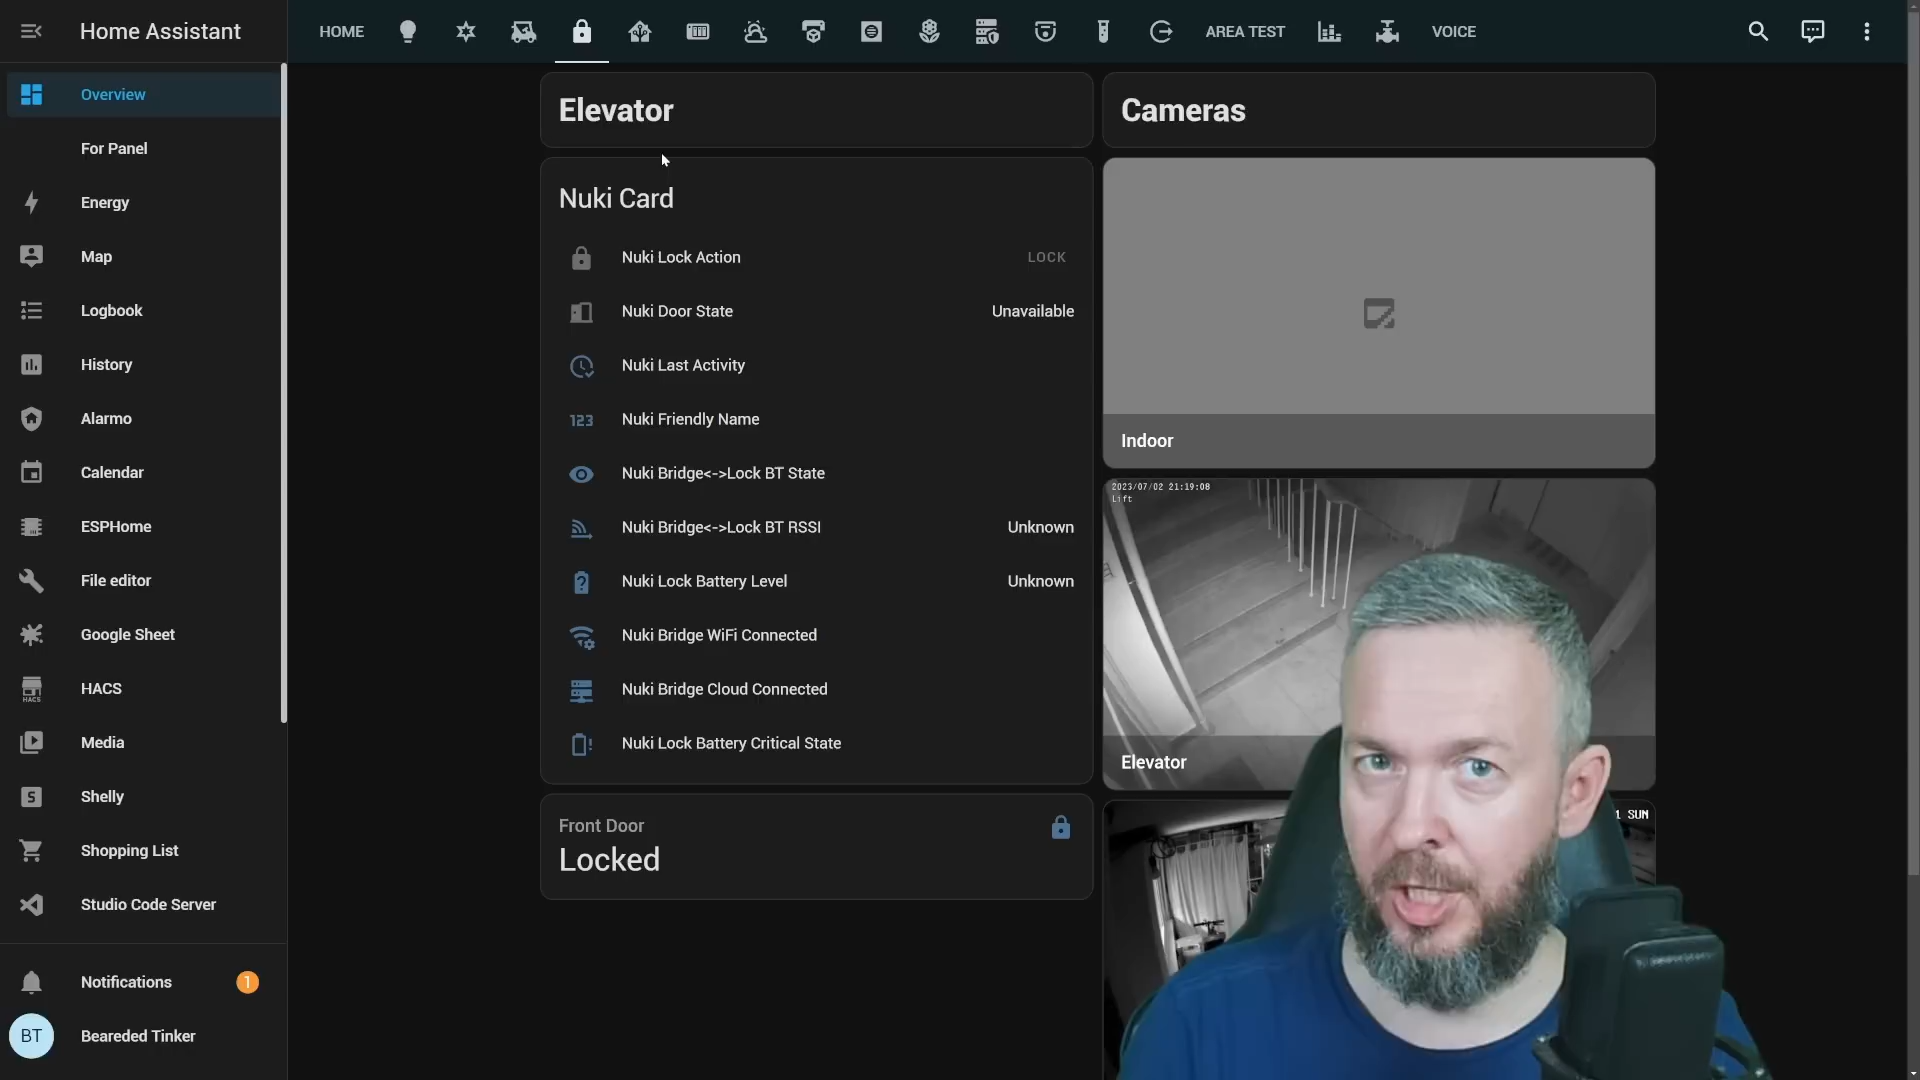 Home Assistant
HOME
AREA TEST
VOICE
Overview
For Panel
Energy
Map
Logbook
History
Alarmo
Calendar
ESPHome
File editor
Google Sheet
HACS
HACS
Media
S
Shelly
Shopping List
Studio Code Server
Notifications
1
BT
Beareded Tinker
Elevator
Nuki Card
Nuki Lock Action
LOCK
Nuki Door State
Unavailable
Nuki Last Activity
123
Nuki Friendly Name
Nuki Bridge<->Lock BT State
Nuki Bridge<->Lock BT RSSI
Unknown
?
Nuki Lock Battery Level
Unknown
Nuki Bridge WiFi Connected
Nuki Bridge Cloud Connected
Nuki Lock Battery Critical State
Front Door
Locked
Cameras
Indoor
2023/07/02 21:19:08
Lift
Elevator
1 SUN